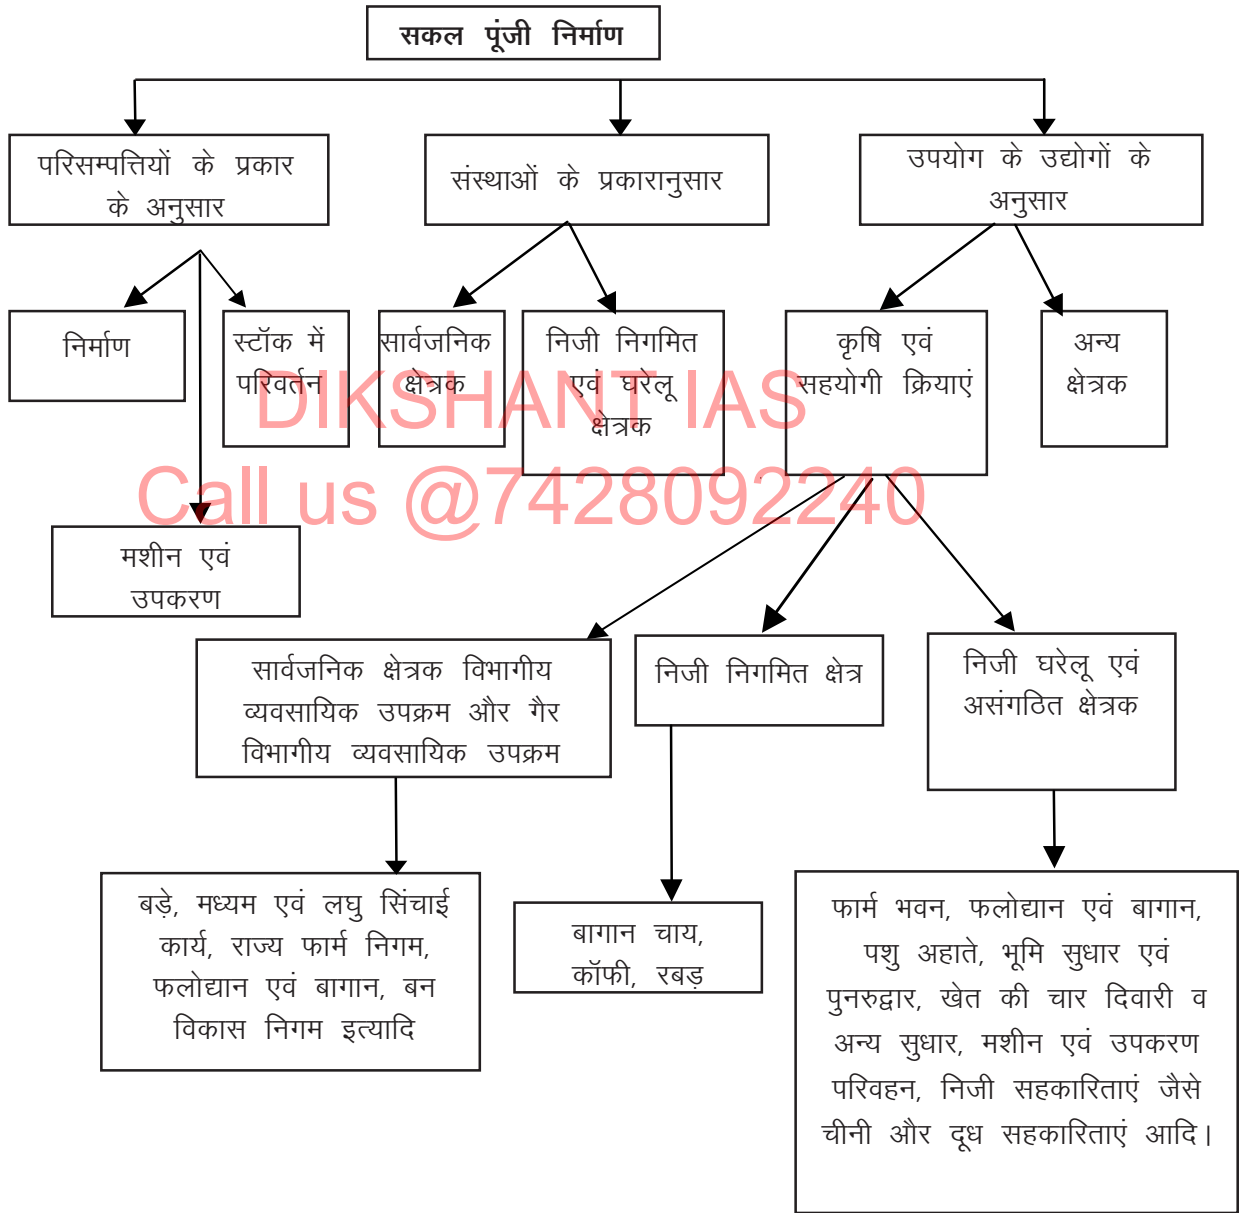 सकल पूंजी निर्माण
परिसम्पत्तियों के प्रकार
के अनुसार
संस्थाओं के प्रकारानुसार
उपयोग के उद्योगों के
अनुसार
निर्माण
स्टॉक में
परिवर्तन
सार्वजनिक
क्षेत्रक
निजी निगमित
एवं घरेलू
क्षेत्रक
कृषि एवं
सहयोगी क्रियाएं
अन्य
क्षेत्रक
DIKSHANT IAS
Call us @7428092240
मशीन एवं
उपकरण
सार्वजनिक क्षेत्रक विभागीय
व्यवसायिक उपक्रम और गैर
विभागीय व्यवसायिक उपक्रम
निजी निगमित क्षेत्र
निजी घरेलू एवं
असंगठित क्षेत्रक
बड़े, मध्यम एवं लघु सिंचाई
कार्य, राज्य फार्म निगम,
फलोद्यान एवं बागान, बन
विकास निगम इत्यादि
बागान चाय,
कॉफी, रबड़
फार्म भवन, फलोद्यान एवं बागान,
पशु अहाते, भूमि सुधार एवं
पुनरुद्वार, खेत की चार दिवारी व
अन्य सुधार, मशीन एवं उपकरण
परिवहन, निजी सहकारिताएं जैसे
चीनी और दूध सहकारिताएं आदि।